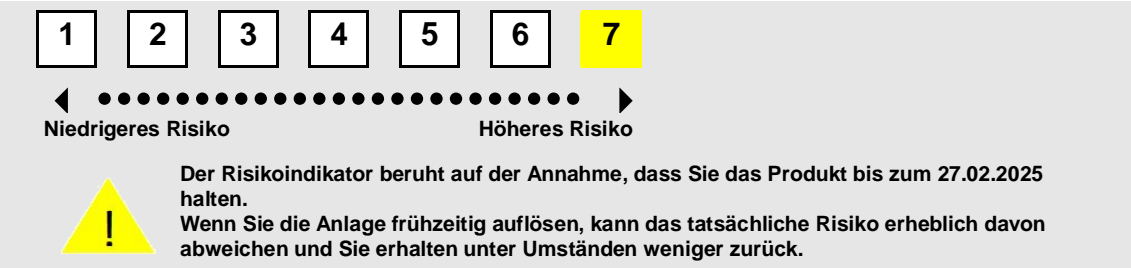 1 2 3 4 5 6 7
Niedrigeres Risiko Höheres Risiko
Der Risikoindikator beruht auf der Annahme, dass Sie das Produkt bis zum 27.02.2025
halten.
Wenn Sie die Anlage frühzeitig auflösen, kann das tatsächliche Risiko erheblich davon
abweichen und Sie erhalten unter Umständen weniger zurück.
!